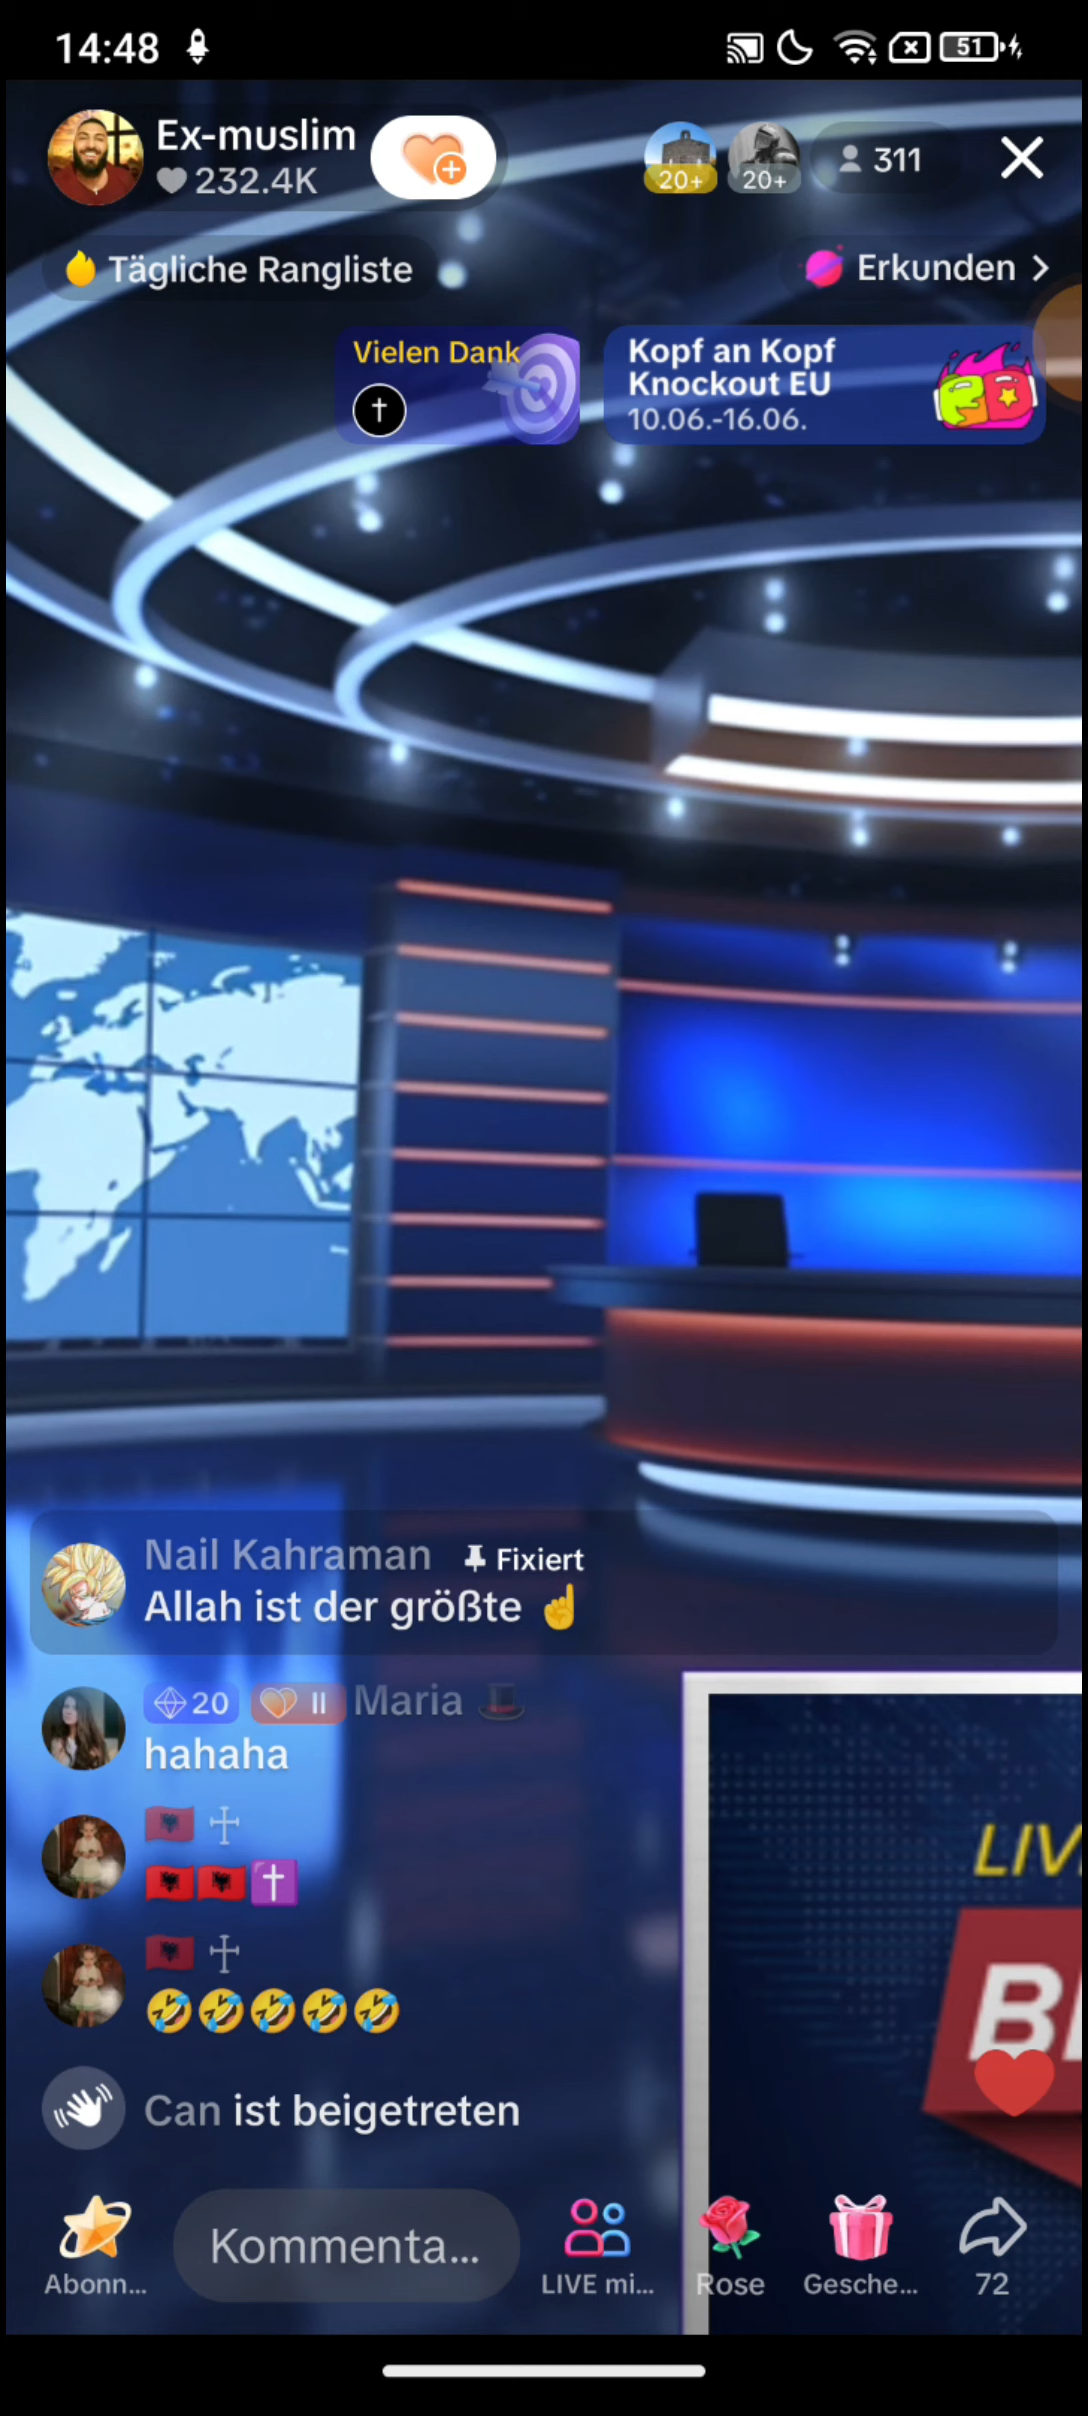 14:48
51
Ex-muslim
232.4K
20+
20+
311
Tägliche Rangliste
Erkunden
Vielen Dank
Kopf an Kopf
Knockout EU
10.06.-16.06.
Nail Kahraman Fixiert
Allah ist der größte ☝️
20 II Maria 🎩
hahaha
🇦🇱 ☩
🇦🇱🇦🇱✝️
🇦🇱 ☩
🤣🤣🤣🤣🤣
Can ist beigetreten
Abonn...
Kommenta...
LIVE mi...
Rose
Gesche...
72